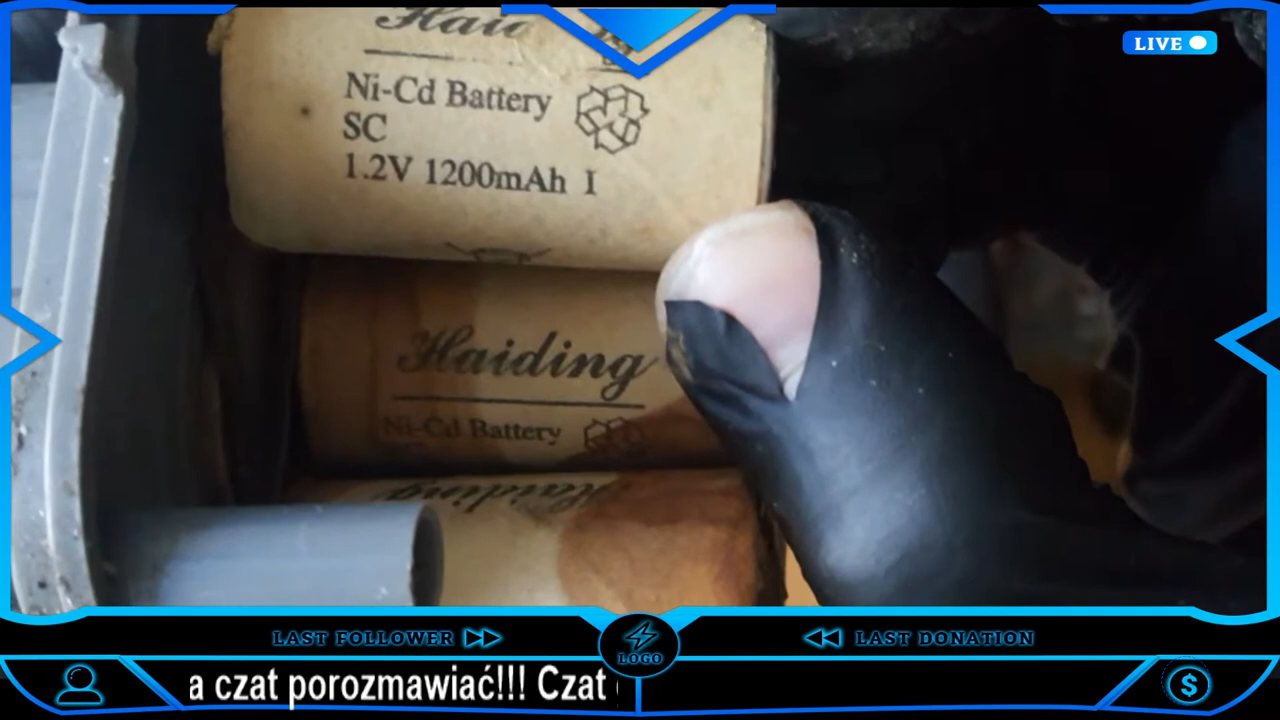 LIVE
Ni-Cd Battery
SC
1.2V 1200mAh I
Haiding
Ni-Cd Battery
Haiding
LAST FOLLOWER
LAST DONATION
LOGO
a czat porozmawiać!!! Czat
$